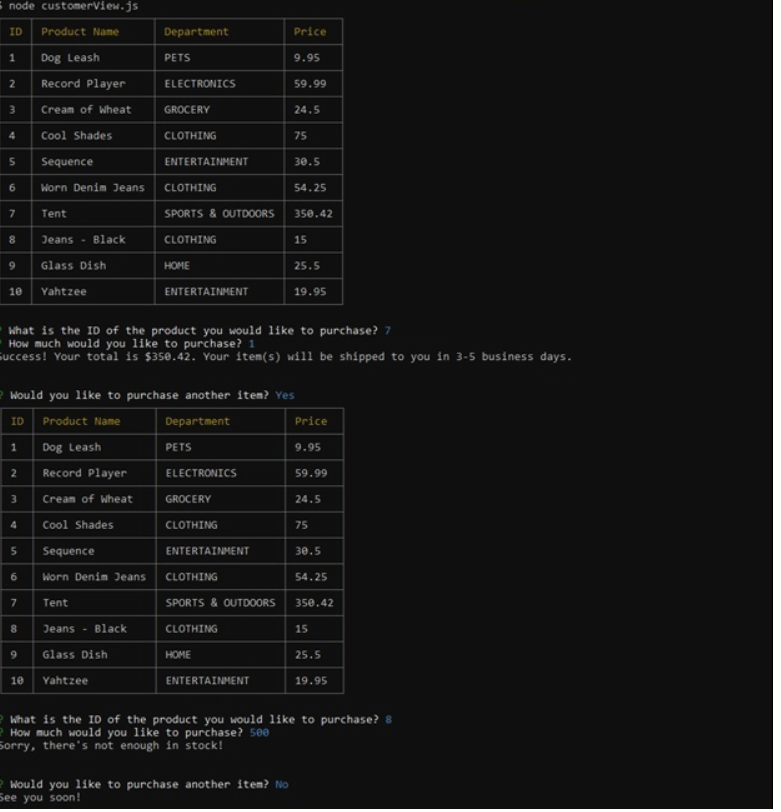 $ node customerView.js
ID Product Name Department Price
1 Dog Leash PETS 9.95
2 Record Player ELECTRONICS 59.99
3 Cream of Wheat GROCERY 24.5
4 Cool Shades CLOTHING 75
5 Sequence ENTERTAINMENT 30.5
6 Worn Denim Jeans CLOTHING 54.25
7 Tent SPORTS & OUTDOORS 350.42
8 Jeans - Black CLOTHING 15
9 Glass Dish HOME 25.5
10 Yahtzee ENTERTAINMENT 19.95
? What is the ID of the product you would like to purchase? 7
? How much would you like to purchase? 1
Success! Your total is $350.42. Your item(s) will be shipped to you in 3-5 business days.
? Would you like to purchase another item? Yes
ID Product Name Department Price
1 Dog Leash PETS 9.95
2 Record Player ELECTRONICS 59.99
3 Cream of Wheat GROCERY 24.5
4 Cool Shades CLOTHING 75
5 Sequence ENTERTAINMENT 30.5
6 Worn Denim Jeans CLOTHING 54.25
7 Tent SPORTS & OUTDOORS 350.42
8 Jeans - Black CLOTHING 15
9 Glass Dish HOME 25.5
10 Yahtzee ENTERTAINMENT 19.95
? What is the ID of the product you would like to purchase? 8
? How much would you like to purchase? 500
Sorry, there's not enough in stock!
? Would you like to purchase another item? No
See you soon!